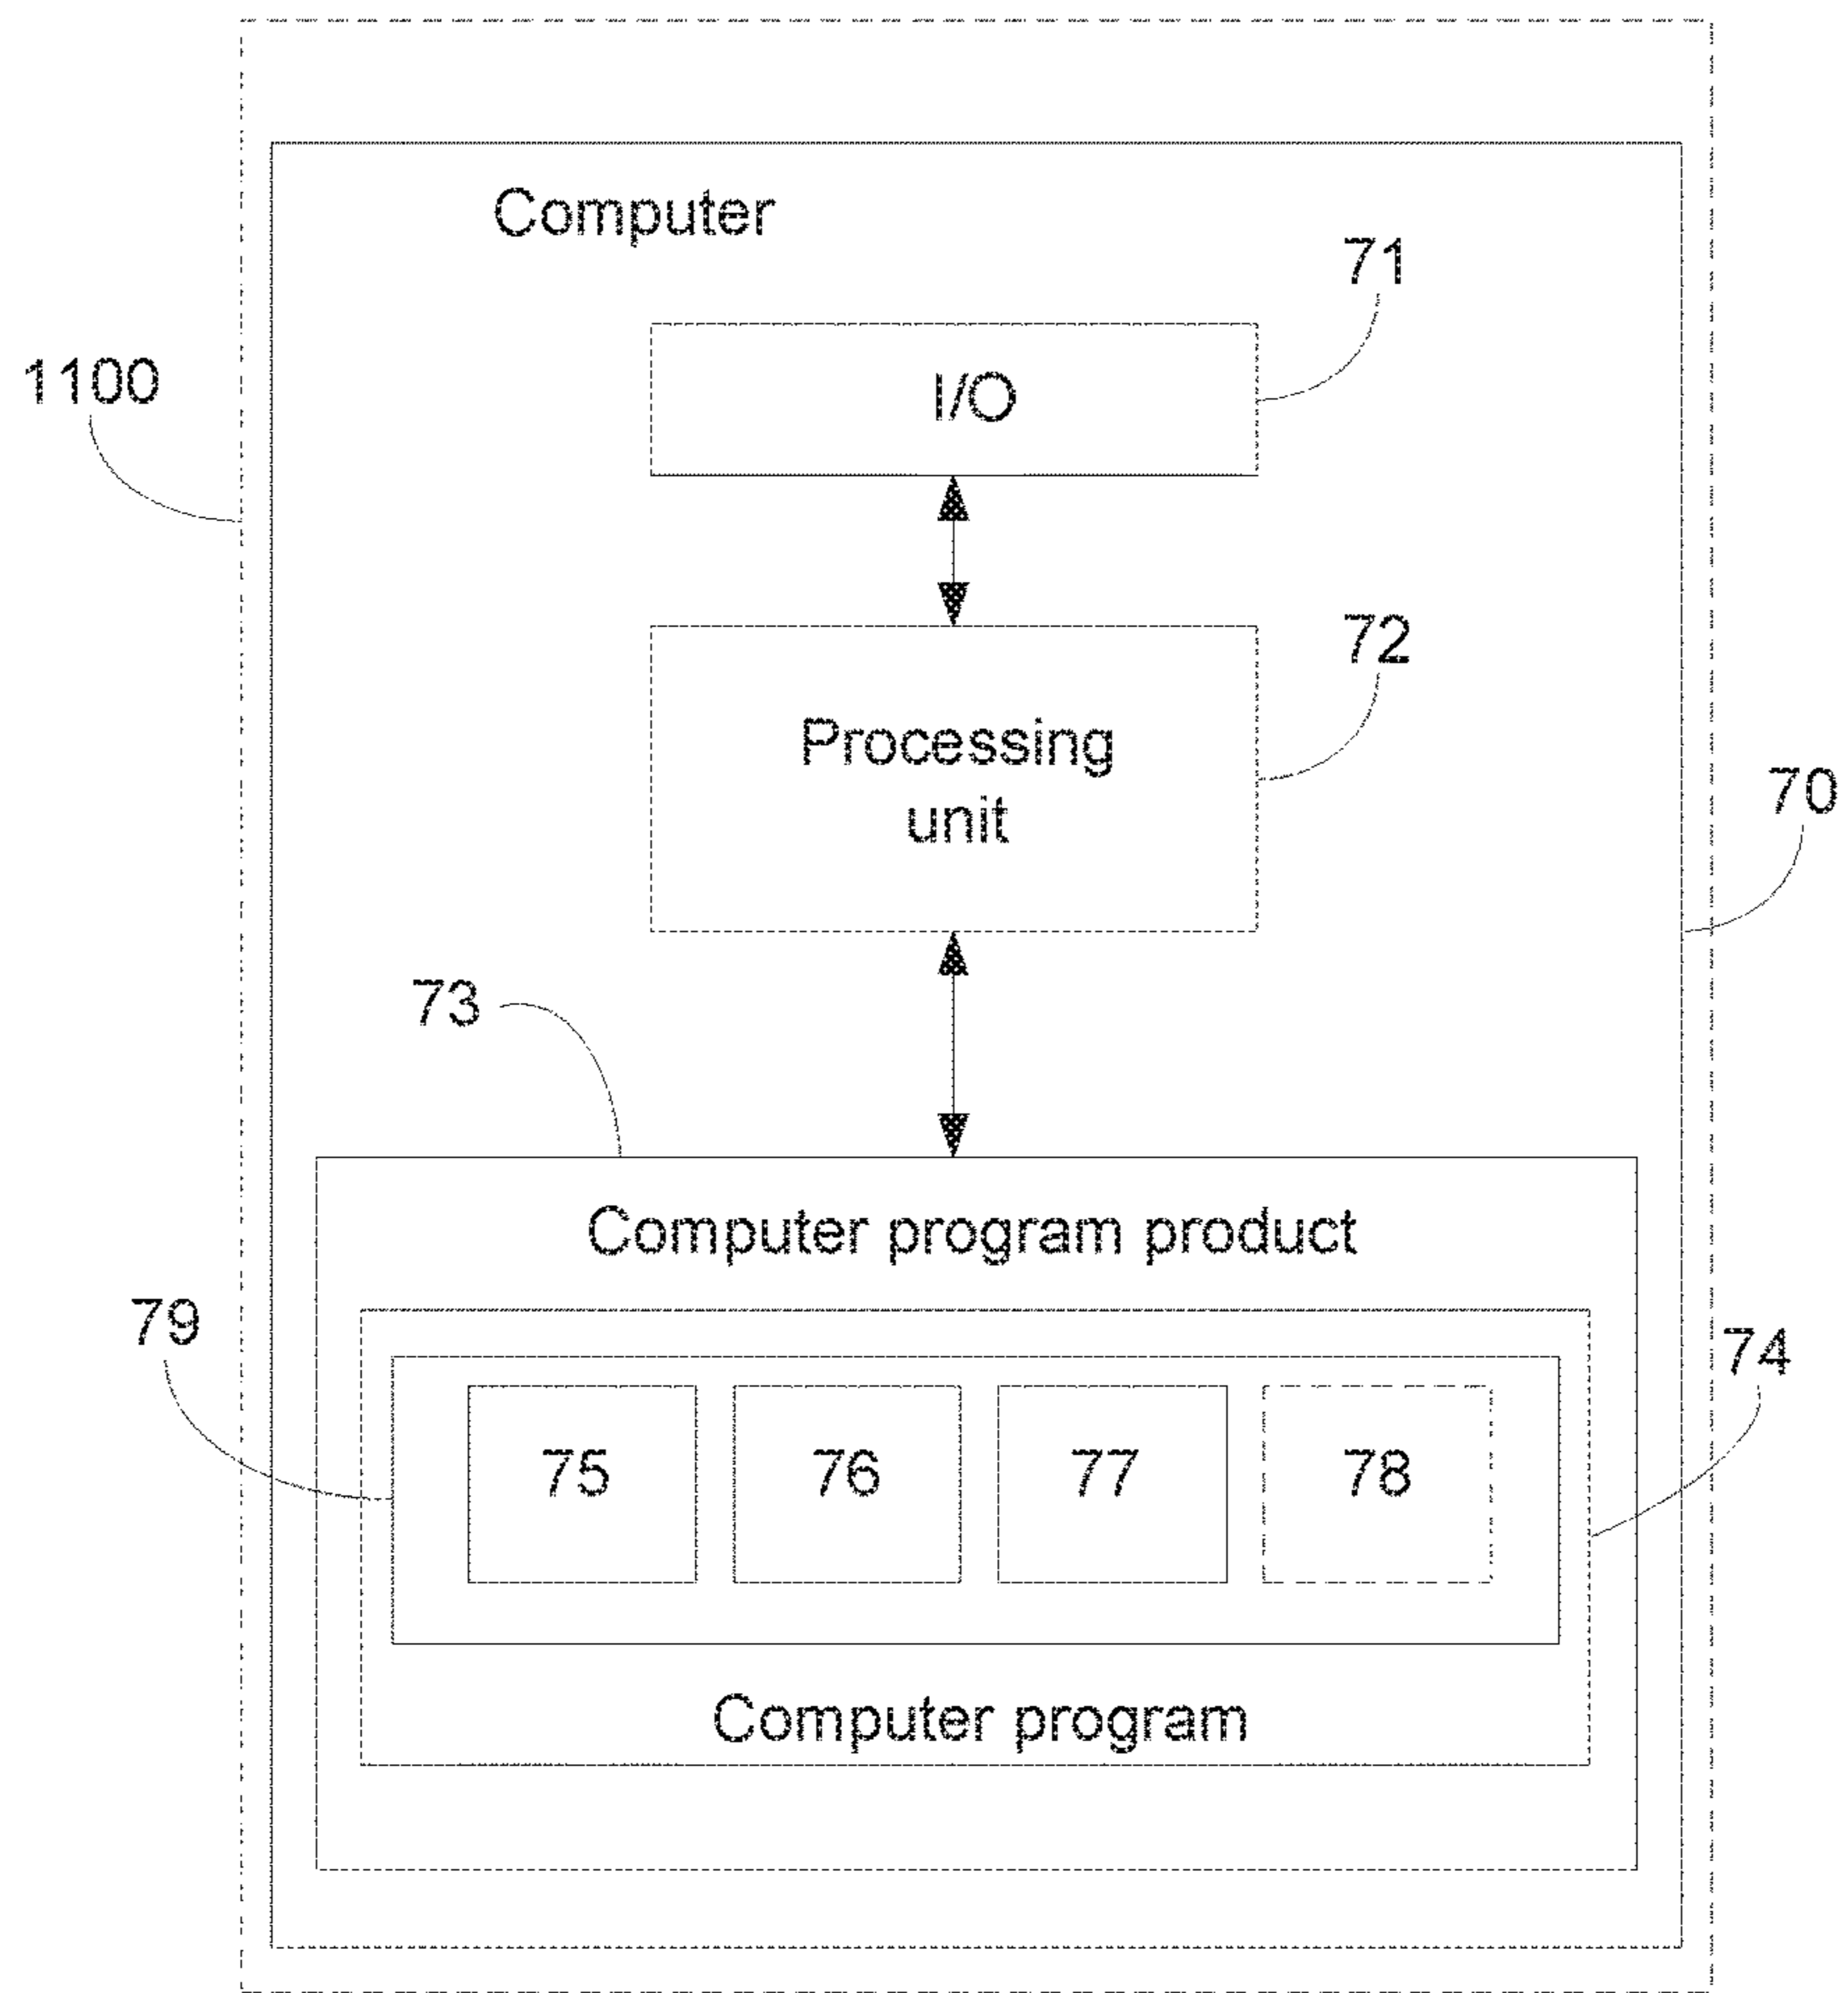 Computer
71
I/O
1100
72
Processing
unit
70
73
Computer program product
79
74
75 76 77 78
Computer program